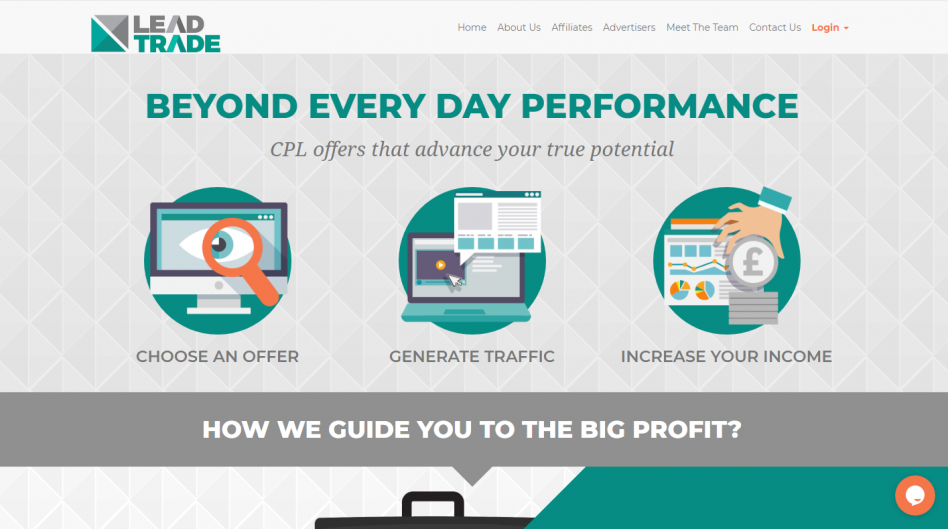 LEAD
TRADE
Home About Us Affiliates Advertisers Meet The Team Contact Us Login
BEYOND EVERY DAY PERFORMANCE
CPL offers that advance your true potential
£
CHOOSE AN OFFER
GENERATE TRAFFIC
INCREASE YOUR INCOME
HOW WE GUIDE YOU TO THE BIG PROFIT?